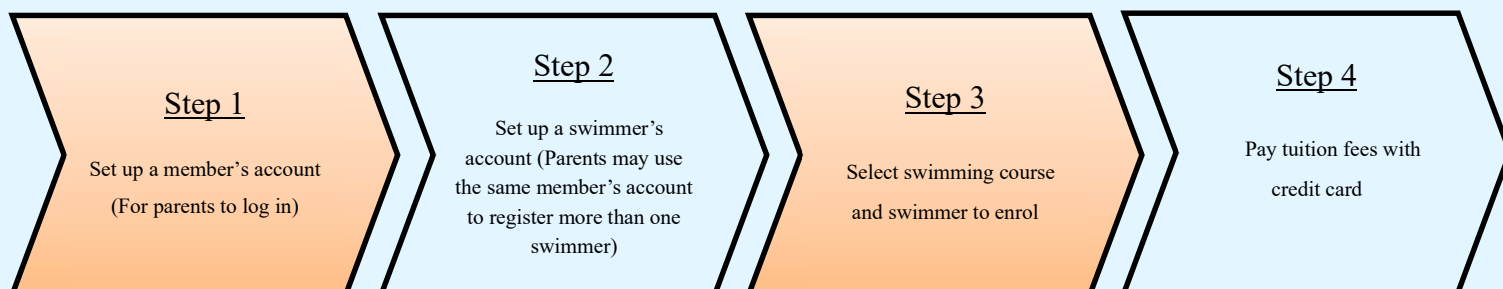 Step 1
Set up a member’s account
(For parents to log in)
Step 2
Set up a swimmer’s
account (Parents may use
the same member’s account
to register more than one
swimmer)
Step 3
Select swimming course
and swimmer to enrol
Step 4
Pay tuition fees with
credit card